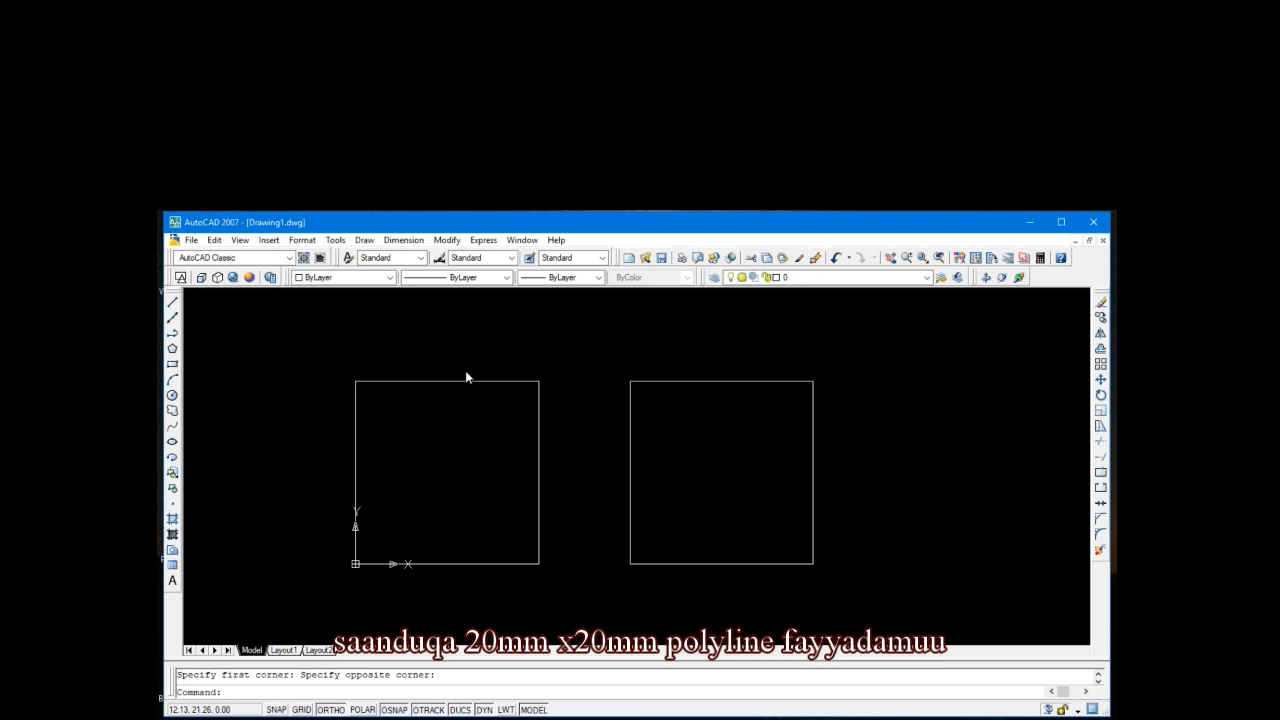 AutoCAD 2007 - [Drawing1.dwg]
File Edit View Insert Format Tools Draw Dimension Modify Express Window Help
AutoCAD Classic Standard Standard Standard
ByLayer ByLayer ByLayer ByColor 0
A
Y
X
saanduqa 20mm x20mm polyline fayyadamuu
Model Layout1 Layout2
Specify first corner: Specify opposite corner:
Command:
12.13, 21.26, 0.00 SNAP GRID ORTHO POLAR OSNAP OTRACK DUCS DYN LWT MODEL